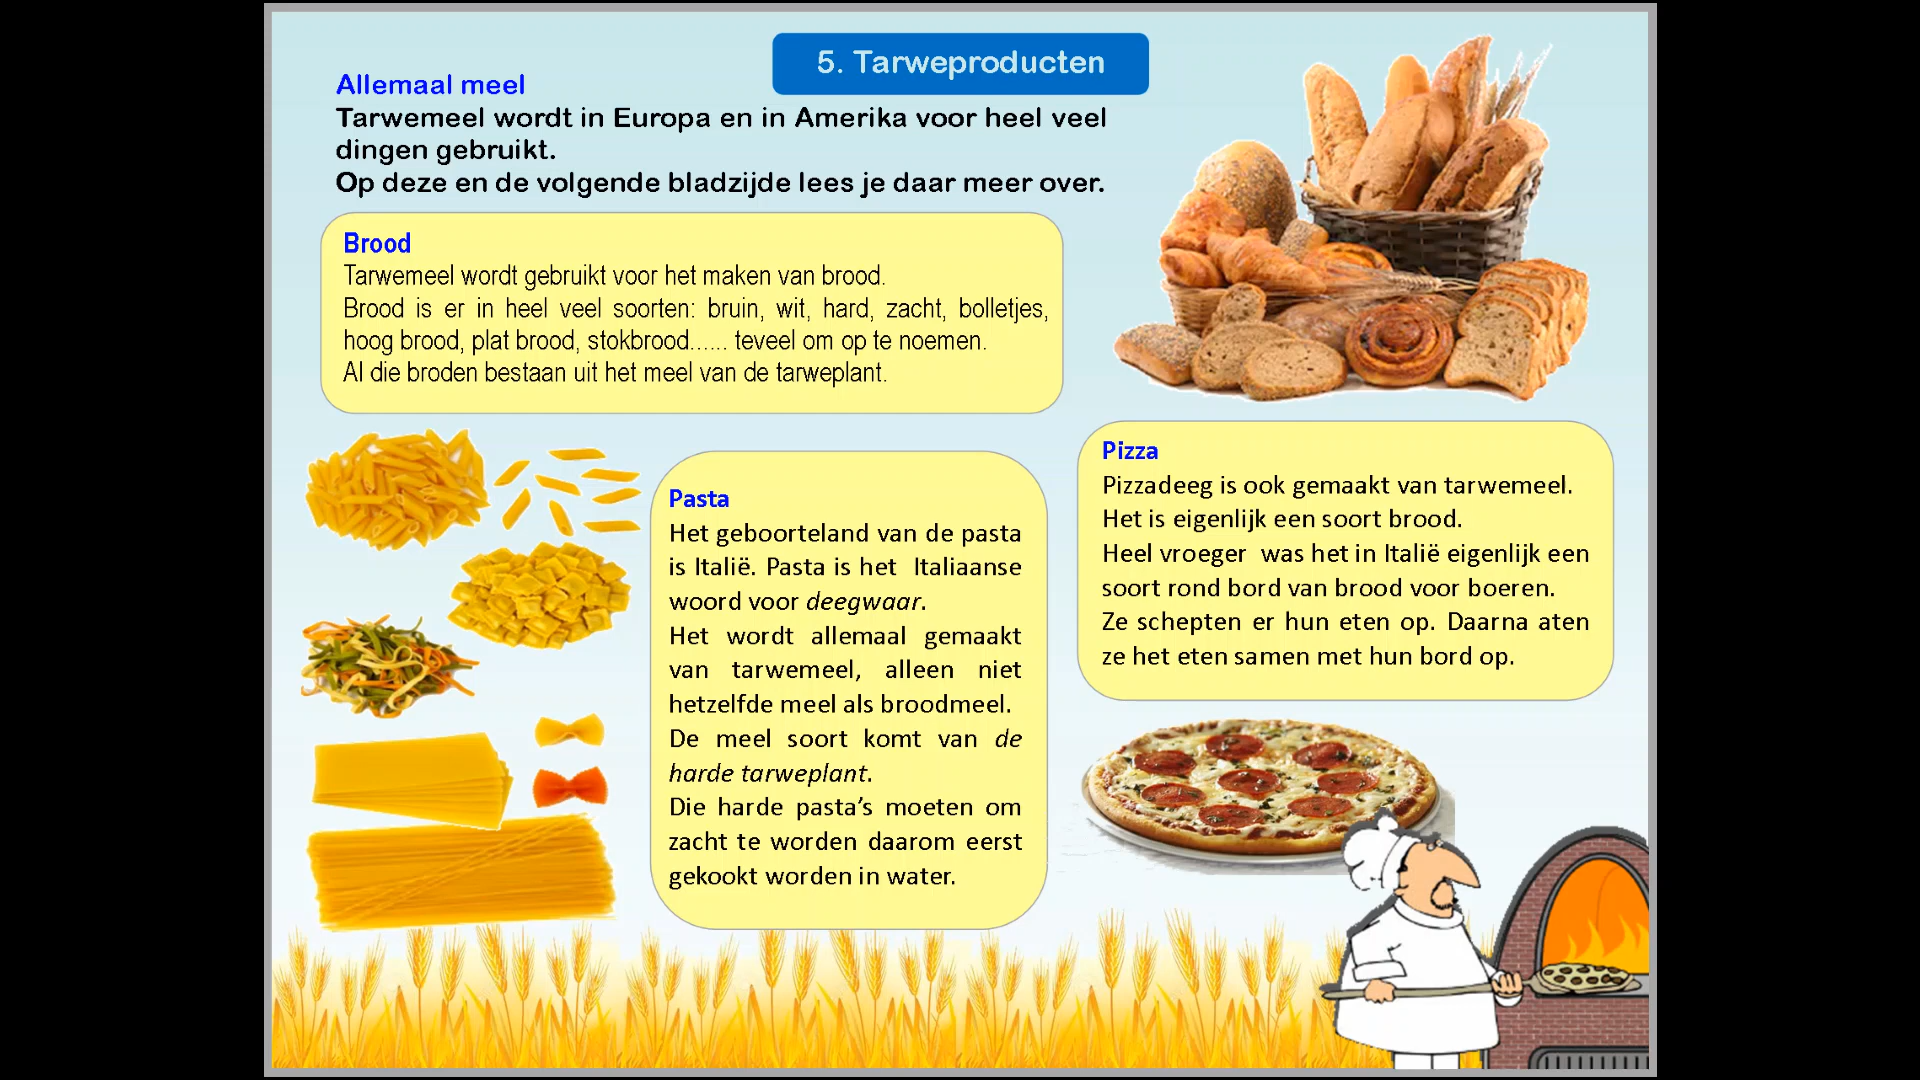 5. Tarweproducten
Allemaal meel
Tarwemeel wordt in Europa en in Amerika voor heel veel
dingen gebruikt.
Op deze en de volgende bladzijde lees je daar meer over.
Brood
Tarwemeel wordt gebruikt voor het maken van brood.
Brood is er in heel veel soorten: bruin, wit, hard, zacht, bolletjes,
hoog brood, plat brood, stokbrood...... teveel om op te noemen.
Al die broden bestaan uit het meel van de tarweplant.
Pasta
Het geboorteland van de pasta
is Italië. Pasta is het  Italiaanse
woord voor deegwaar.
Het wordt allemaal gemaakt
van tarwemeel, alleen niet
hetzelfde meel als broodmeel.
De meel soort komt van de
harde tarweplant.
Die harde pasta’s moeten om
zacht te worden daarom eerst
gekookt worden in water.
Pizza
Pizzadeeg is ook gemaakt van tarwemeel.
Het is eigenlijk een soort brood.
Heel vroeger  was het in Italië eigenlijk een
soort rond bord van brood voor boeren.
Ze schepten er hun eten op. Daarna aten
ze het eten samen met hun bord op.